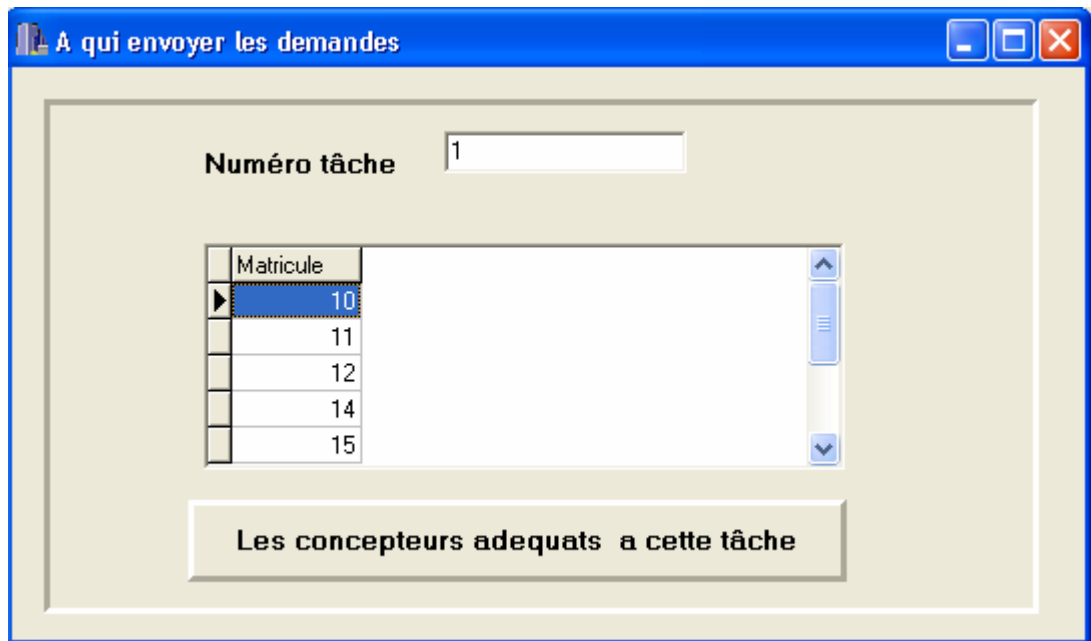 A qui envoyer les demandes
Numéro tâche 1
Matricule
10
11
12
14
15
Les concepteurs adequats a cette tâche